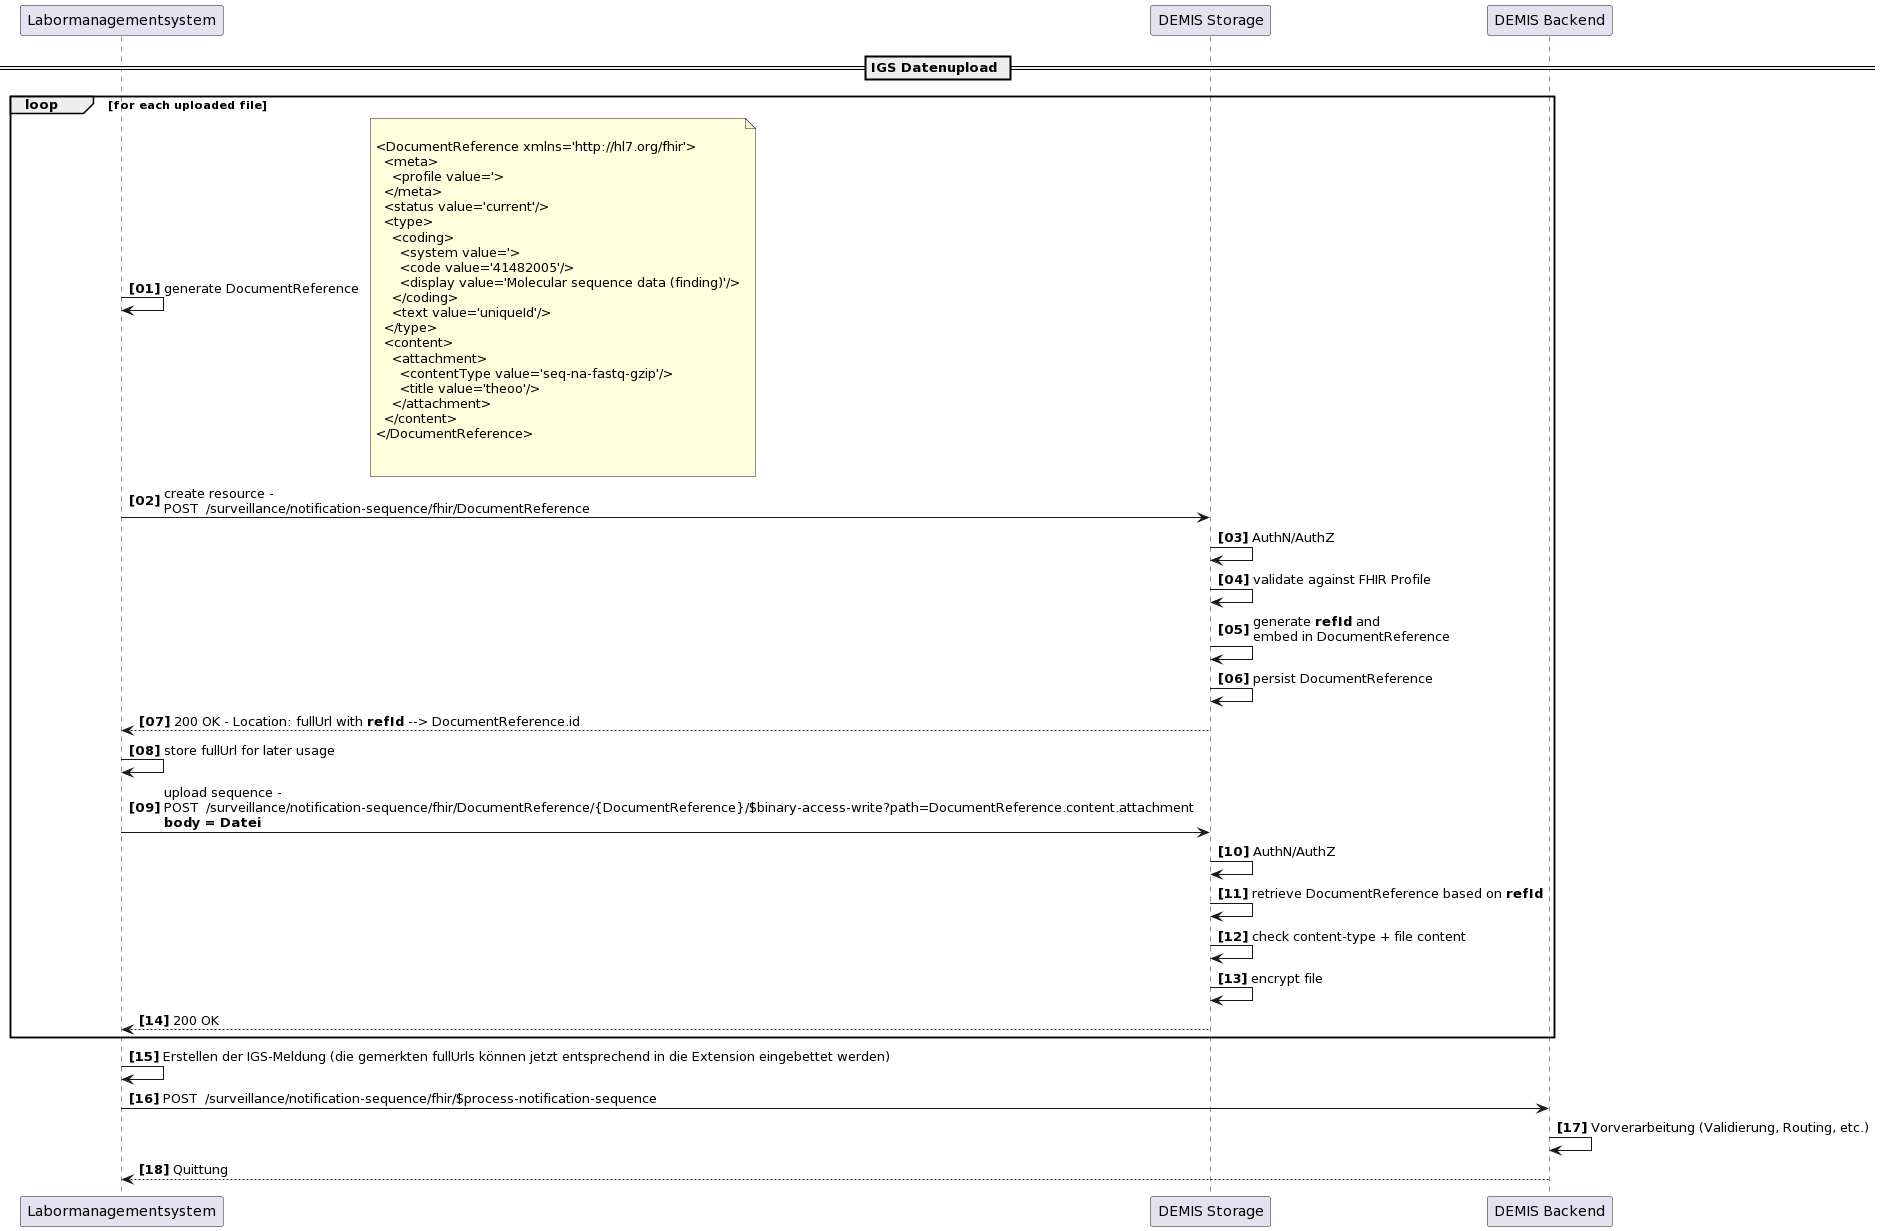 Labormanagementsystem
DEMIS Storage
DEMIS Backend
IGS Datenupload
loop
[for each uploaded file]
<DocumentReference xmlns='http://hl7.org/fhir'>
<meta>
<profile value='>
</meta>
<status value='current'/>
<type>
<coding>
<system value='>
<code value='41482005'/>
<display value='Molecular sequence data (finding)'/>
</coding>
<text value='uniqueId'/>
</type>
<content>
<attachment>
<contentType value='seq-na-fastq-gzip'/>
<title value='theoo'/>
</attachment>
</content>
</DocumentReference>
[01] generate DocumentReference
[02] create resource -
POST  /surveillance/notification-sequence/fhir/DocumentReference
[03] AuthN/AuthZ
[04] validate against FHIR Profile
[05] generate refId and
embed in DocumentReference
[06] persist DocumentReference
[07] 200 OK - Location: fullUrl with refId --> DocumentReference.id
[08] store fullUrl for later usage
[09] upload sequence -
POST  /surveillance/notification-sequence/fhir/DocumentReference/{DocumentReference}/$binary-access-write?path=DocumentReference.content.attachment
body = Datei
[10] AuthN/AuthZ
[11] retrieve DocumentReference based on refId
[12] check content-type + file content
[13] encrypt file
[14] 200 OK
[15] Erstellen der IGS-Meldung (die gemerkten fullUrls können jetzt entsprechend in die Extension eingebettet werden)
[16] POST  /surveillance/notification-sequence/fhir/$process-notification-sequence
[17] Vorverarbeitung (Validierung, Routing, etc.)
[18] Quittung
Labormanagementsystem
DEMIS Storage
DEMIS Backend